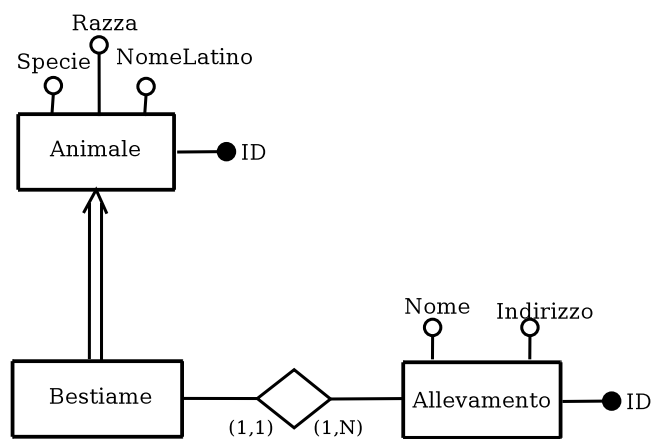 Razza
Specie
NomeLatino
Animale
ID
Nome
Indirizzo
Bestiame
Allevamento
ID
(1,1)
(1,N)